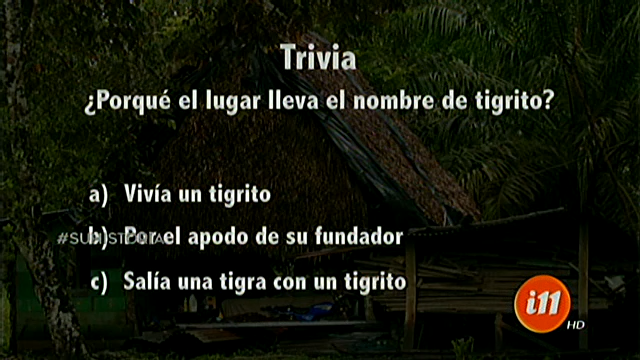 Trivia
¿Porqué el lugar lleva el nombre de tigrito?
a) Vivía un tigrito
b) Por el apodo de su fundador
c) Salía una tigra con un tigrito
i11
HD